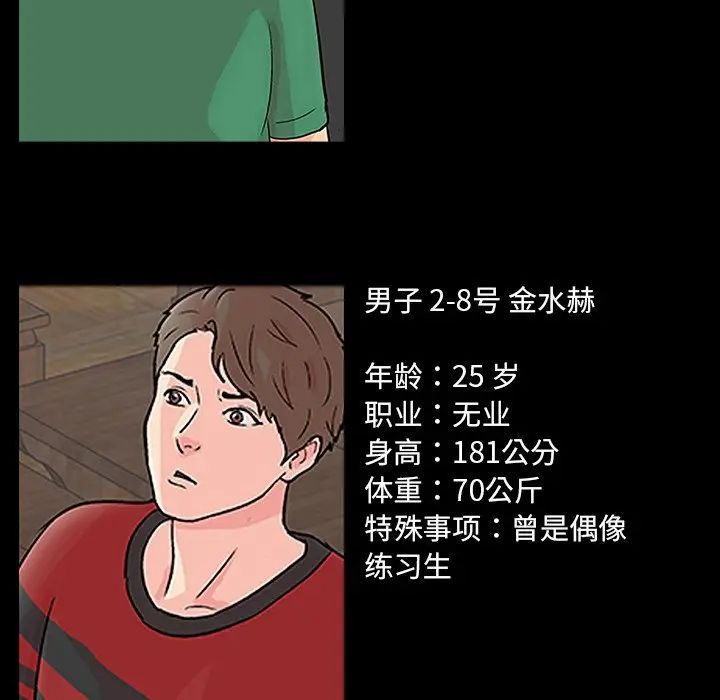 男子 2-8号 金水赫
年龄：25 岁
职业：无业
身高：181公分
体重：70公斤
特殊事项：曾是偶像
练习生